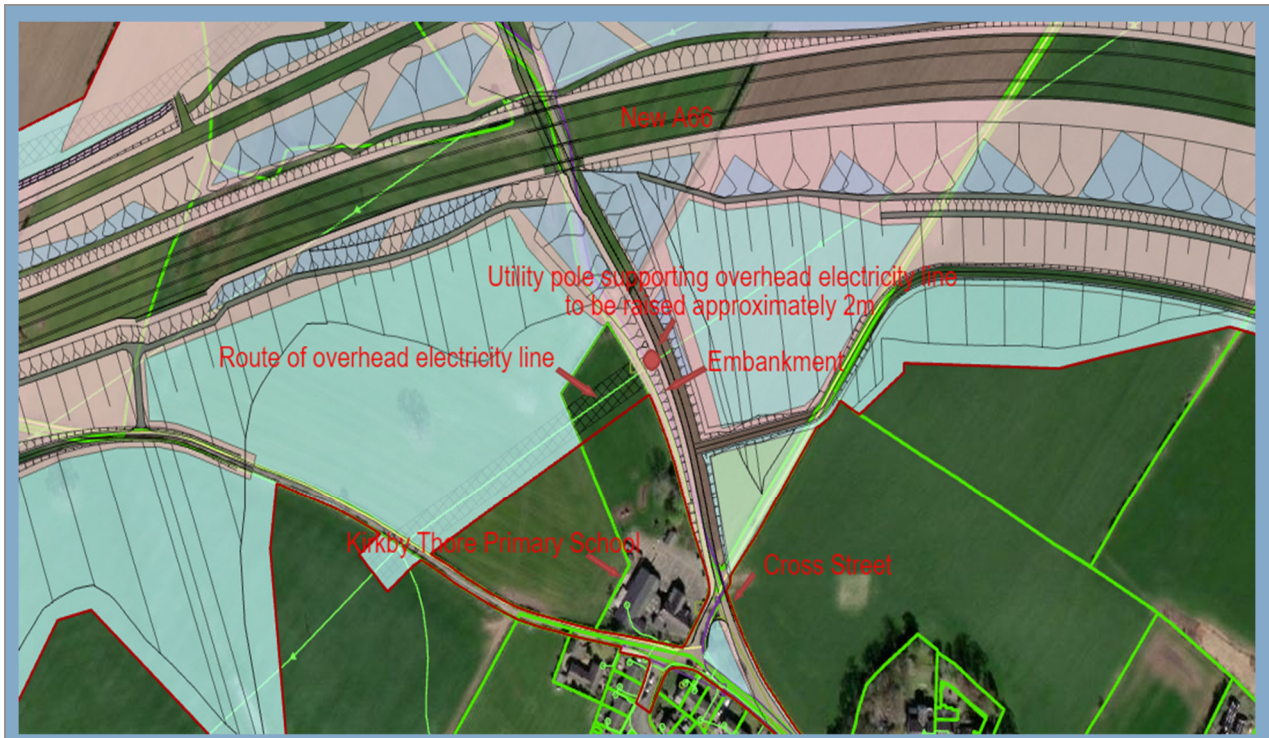 New A66
Utility pole supporting overhead electricity line
to be raised approximately 2m
Route of overhead electricity line
Embankment
Kirkby Thore Primary School
Cross Street